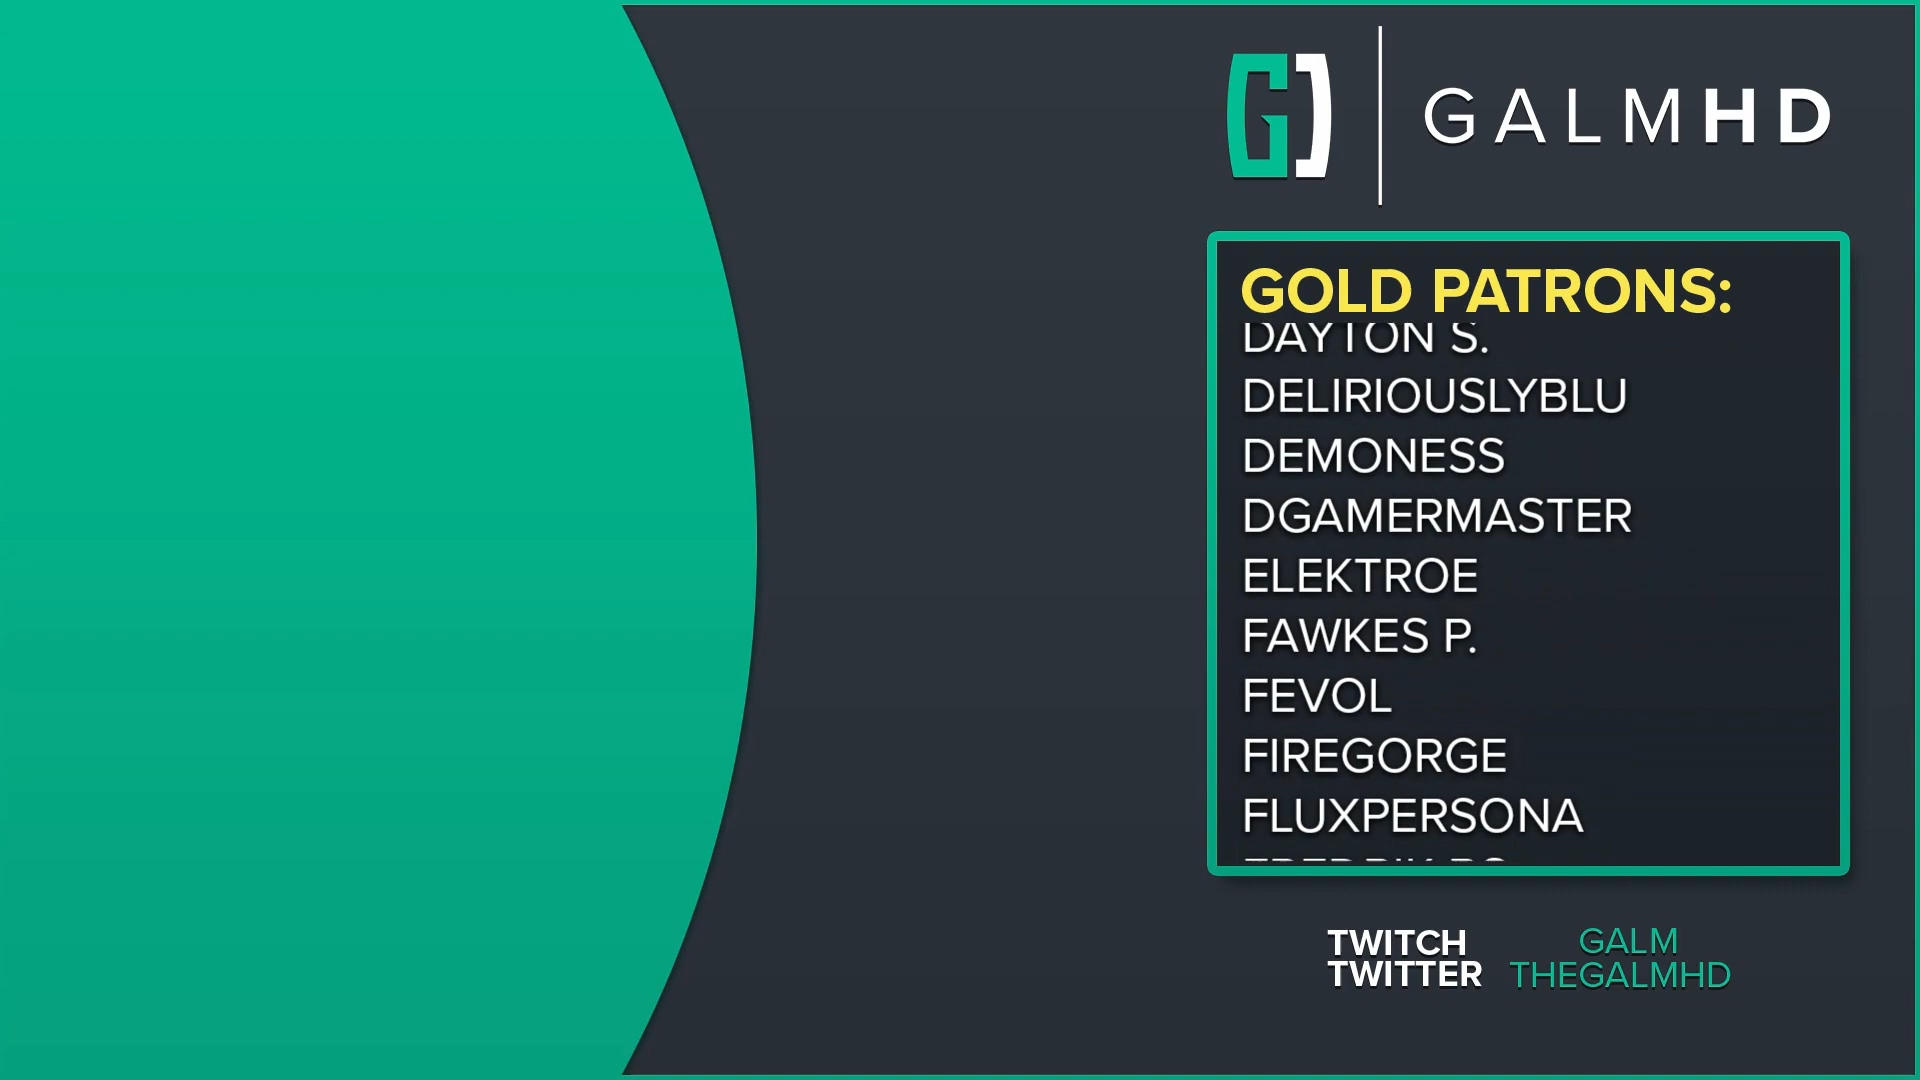 GALMHD
GOLD PATRONS:
DAYTON S.
DELIRIOUSLYBLU
DEMONESS
DGAMERMASTER
ELEKTROE
FAWKES P.
FEVOL
FIREGORGE
FLUXPERSONA
TWITCH GALM
TWITTER THEGALMHD